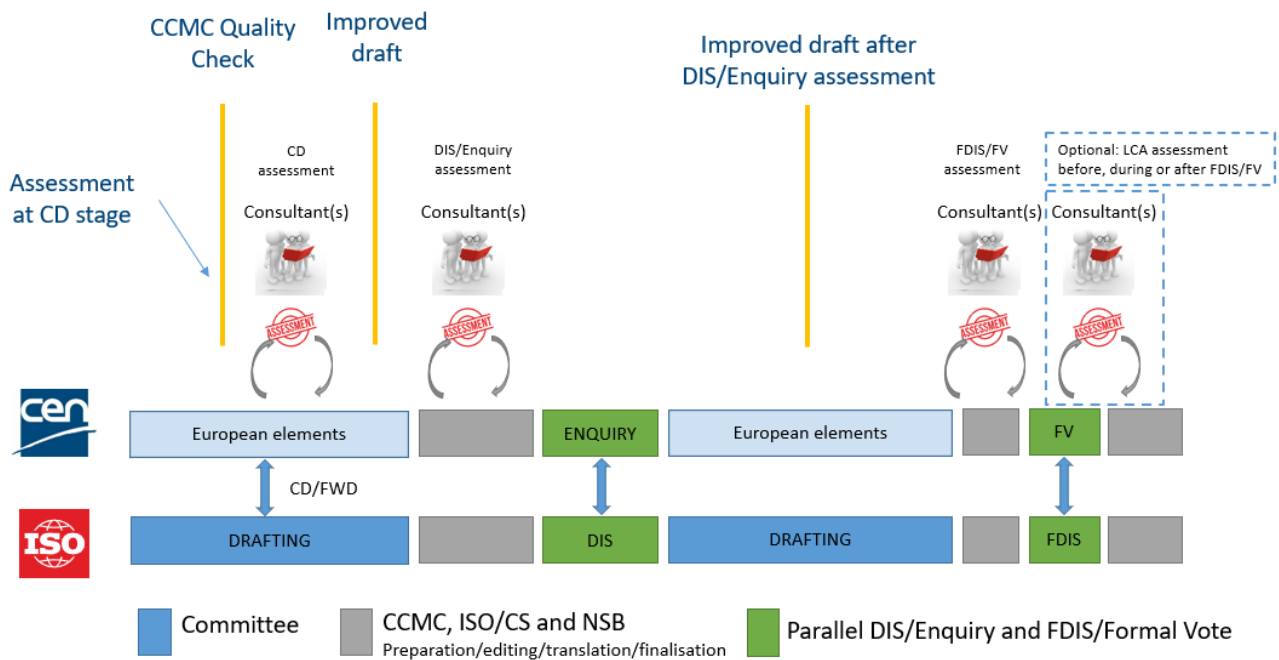 CCMC Quality
Check
Improved
draft
Improved draft after
DIS/Enquiry assessment
Assessment
at CD stage
CD
assessment
DIS/Enquiry
assessment
FDIS/FV
assessment
Optional: LCA assessment
before, during or after FDIS/FV
Consultant(s)
Consultant(s)
Consultant(s)
Consultant(s)
ASSESSMENT
ASSESSMENT
ASSESSMENT
ASSESSMENT
cen
European elements
ENQUIRY
European elements
FV
CD/FWD
ISO
DRAFTING
DIS
DRAFTING
FDIS
Committee
CCMC, ISO/CS and NSB
Preparation/editing/translation/finalisation
Parallel DIS/Enquiry and FDIS/Formal Vote